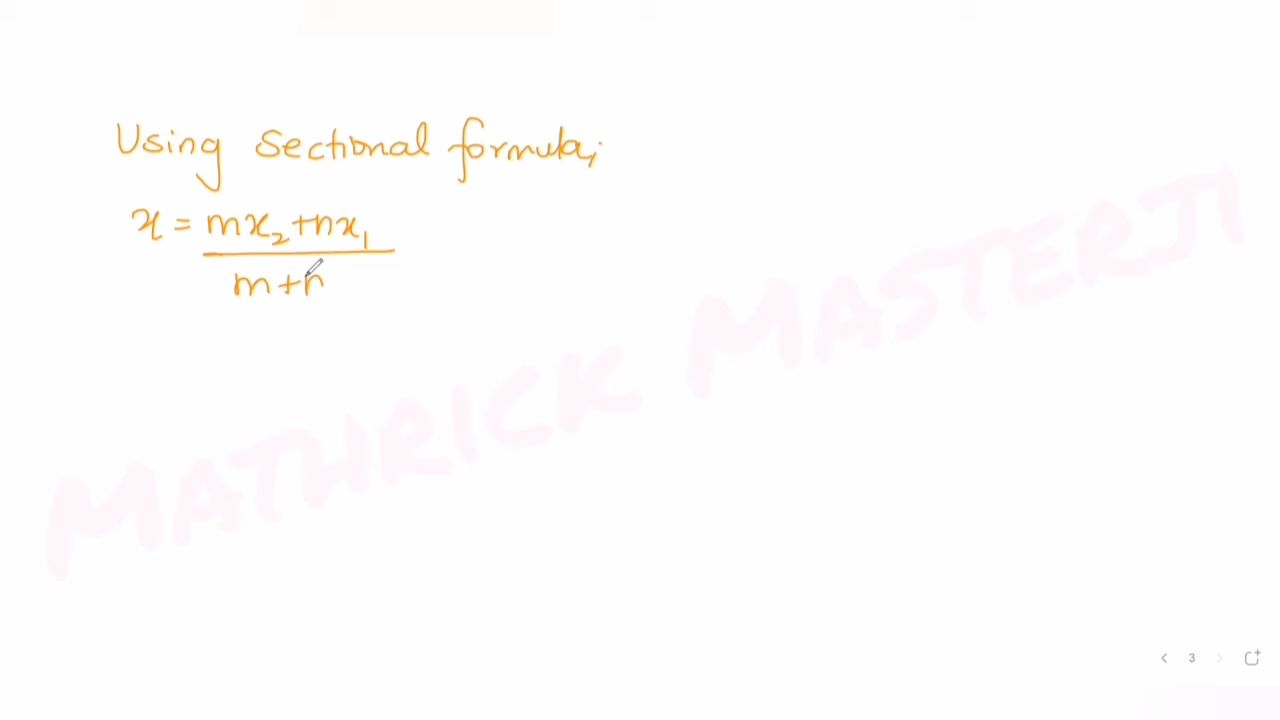 Using sectional formula,
x = mx₂+nx₁
m+n
MATHRICK MASTERJI
3